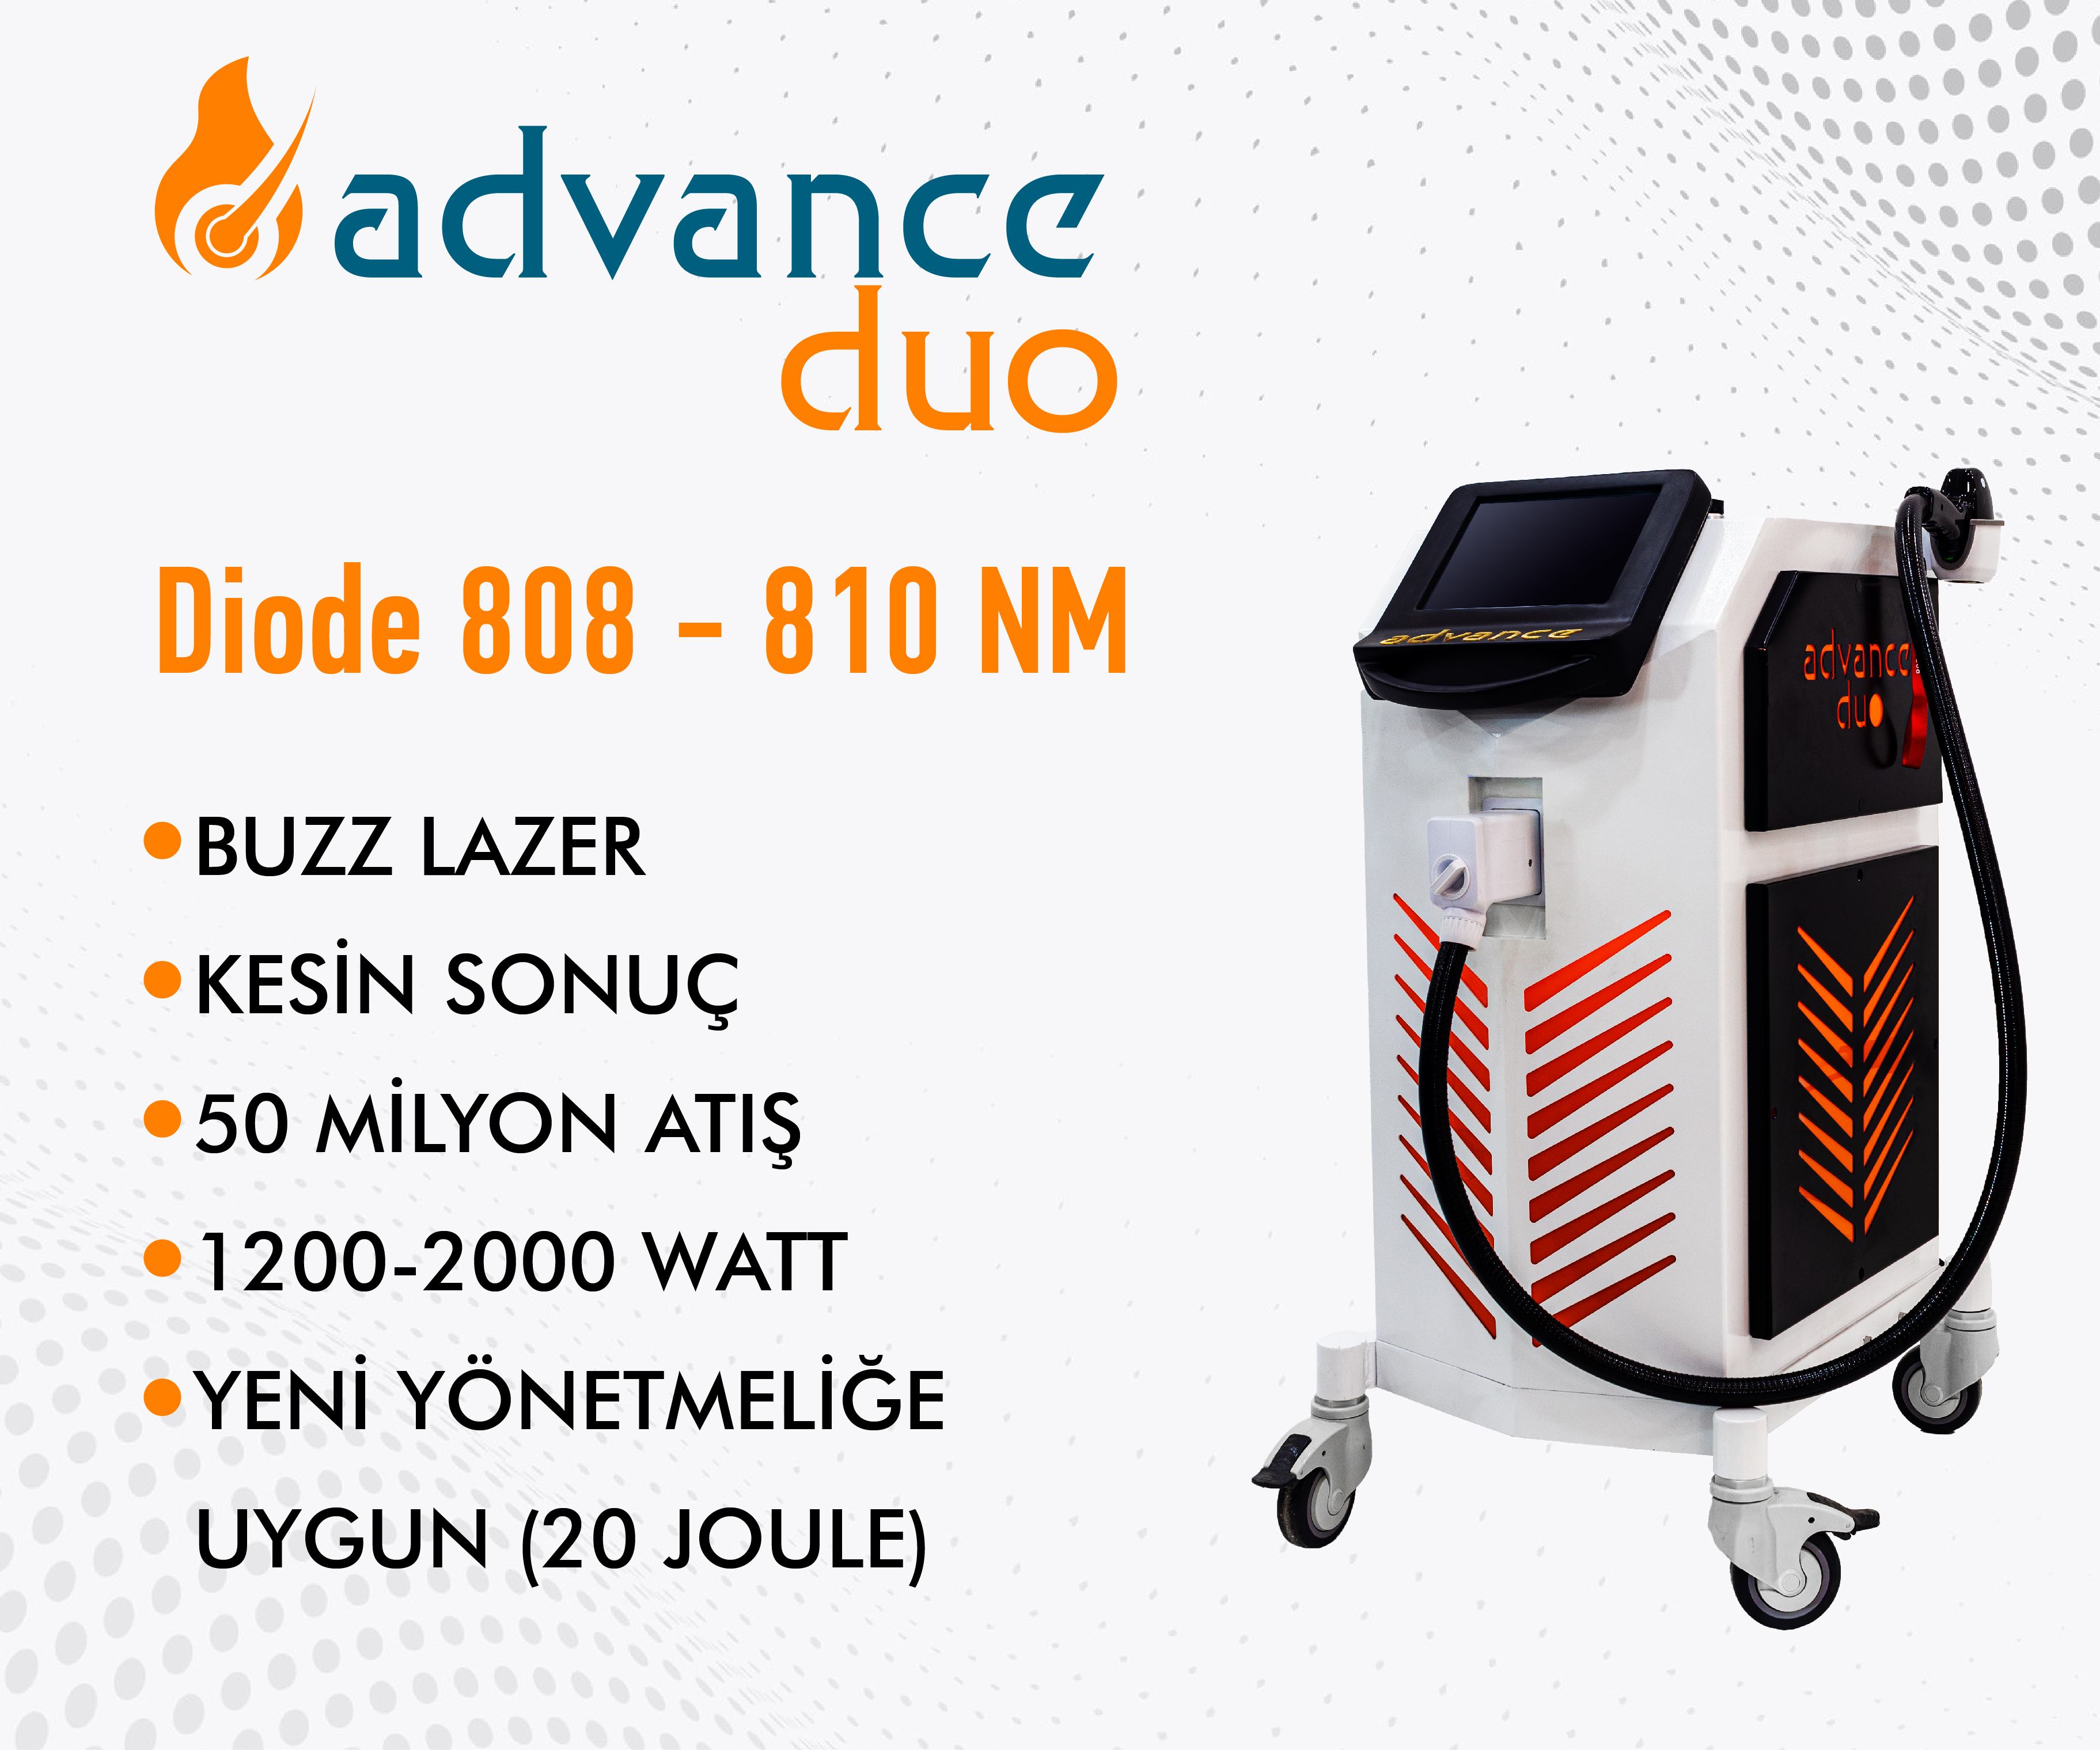 advance
duo
Diode 808 - 810 NM
BUZZ LAZER
KESİN SONUÇ
50 MİLYON ATIŞ
1200-2000 WATT
YENİ YÖNETMELİĞE
UYGUN (20 JOULE)
advance
advance
duo